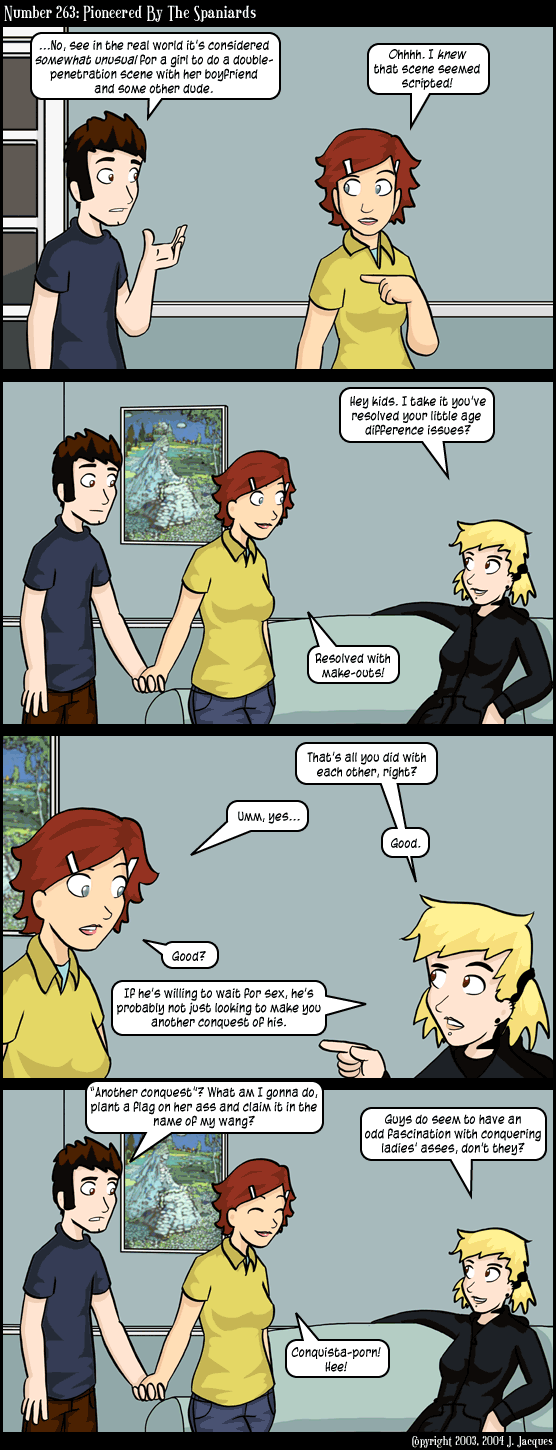 Number 263: Pioneered By The Spaniards
...No, see in the real world it's considered
somewhat unusual for a girl to do a double-
penetration scene with her boyfriend
and some other dude.
Ohhhh. I knew
that scene seemed
scripted!
Hey kids. I take it you've
resolved your little age
difference issues?
Resolved with
make-outs!
That's all you did with
each other, right?
Umm, yes...
Good.
Good?
If he's willing to wait for sex, he's
probably not just looking to make you
another conquest of his.
"Another conquest"? What am I gonna do,
plant a flag on her ass and claim it in the
name of my wang?
Guys do seem to have an
odd fascination with conquering
ladies' asses, don't they?
Conquista-porn!
Hee!
Copyright 2003, 2004 J. Jacques